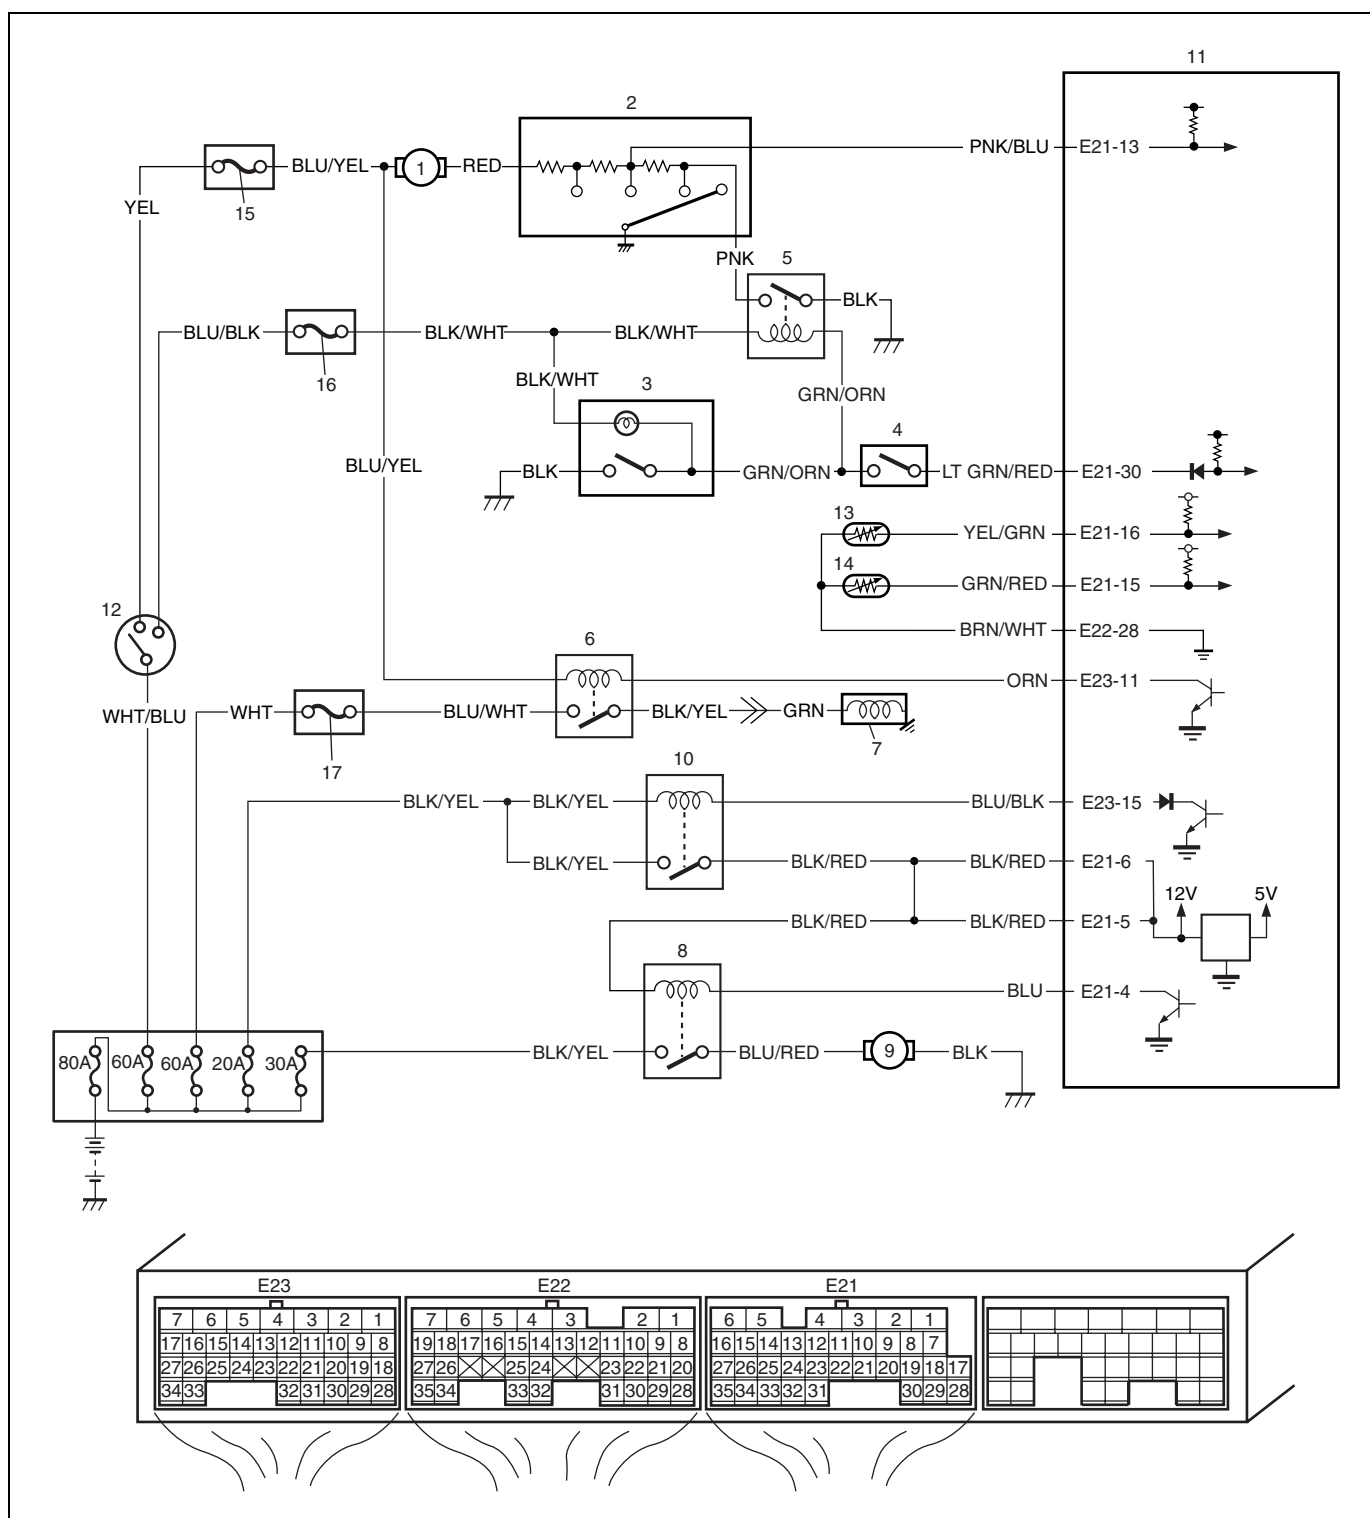 11
2
PNK/BLU E21-13
BLU/YEL 1 RED
15
YEL
PNK 5
BLK
BLU/BLK BLK/WHT BLK/WHT
16
BLK/WHT 3
GRN/ORN
4
BLU/YEL
BLK GRN/ORN LT GRN/RED E21-30
13
YEL/GRN E21-16
14
GRN/RED E21-15
12
BRN/WHT E22-28
6
ORN E23-11
WHT/BLU WHT BLU/WHT BLK/YEL GRN
7
17
10
BLK/YEL BLK/YEL BLU/BLK E23-15
BLK/YEL BLK/RED BLK/RED E21-6
12V 5V
BLK/RED BLK/RED E21-5
8
BLU E21-4
BLK/YEL BLU/RED 9 BLK
80A 60A 60A 20A 30A
E23 E22 E21
7 6 5 4 3 2 1 7 6 5 4 3 2 1 6 5 4 3 2 1
17 16 15 14 13 12 11 10 9 8 19 18 17 16 15 14 13 12 11 10 9 8 16 15 14 13 12 11 10 9 8 7
27 26 25 24 23 22 21 20 19 18 27 26 25 24 23 22 21 20 27 26 25 24 23 22 21 20 19 18 17
34 33 32 31 30 29 28 35 34 33 32 31 30 29 28 35 34 33 32 31 30 29 28